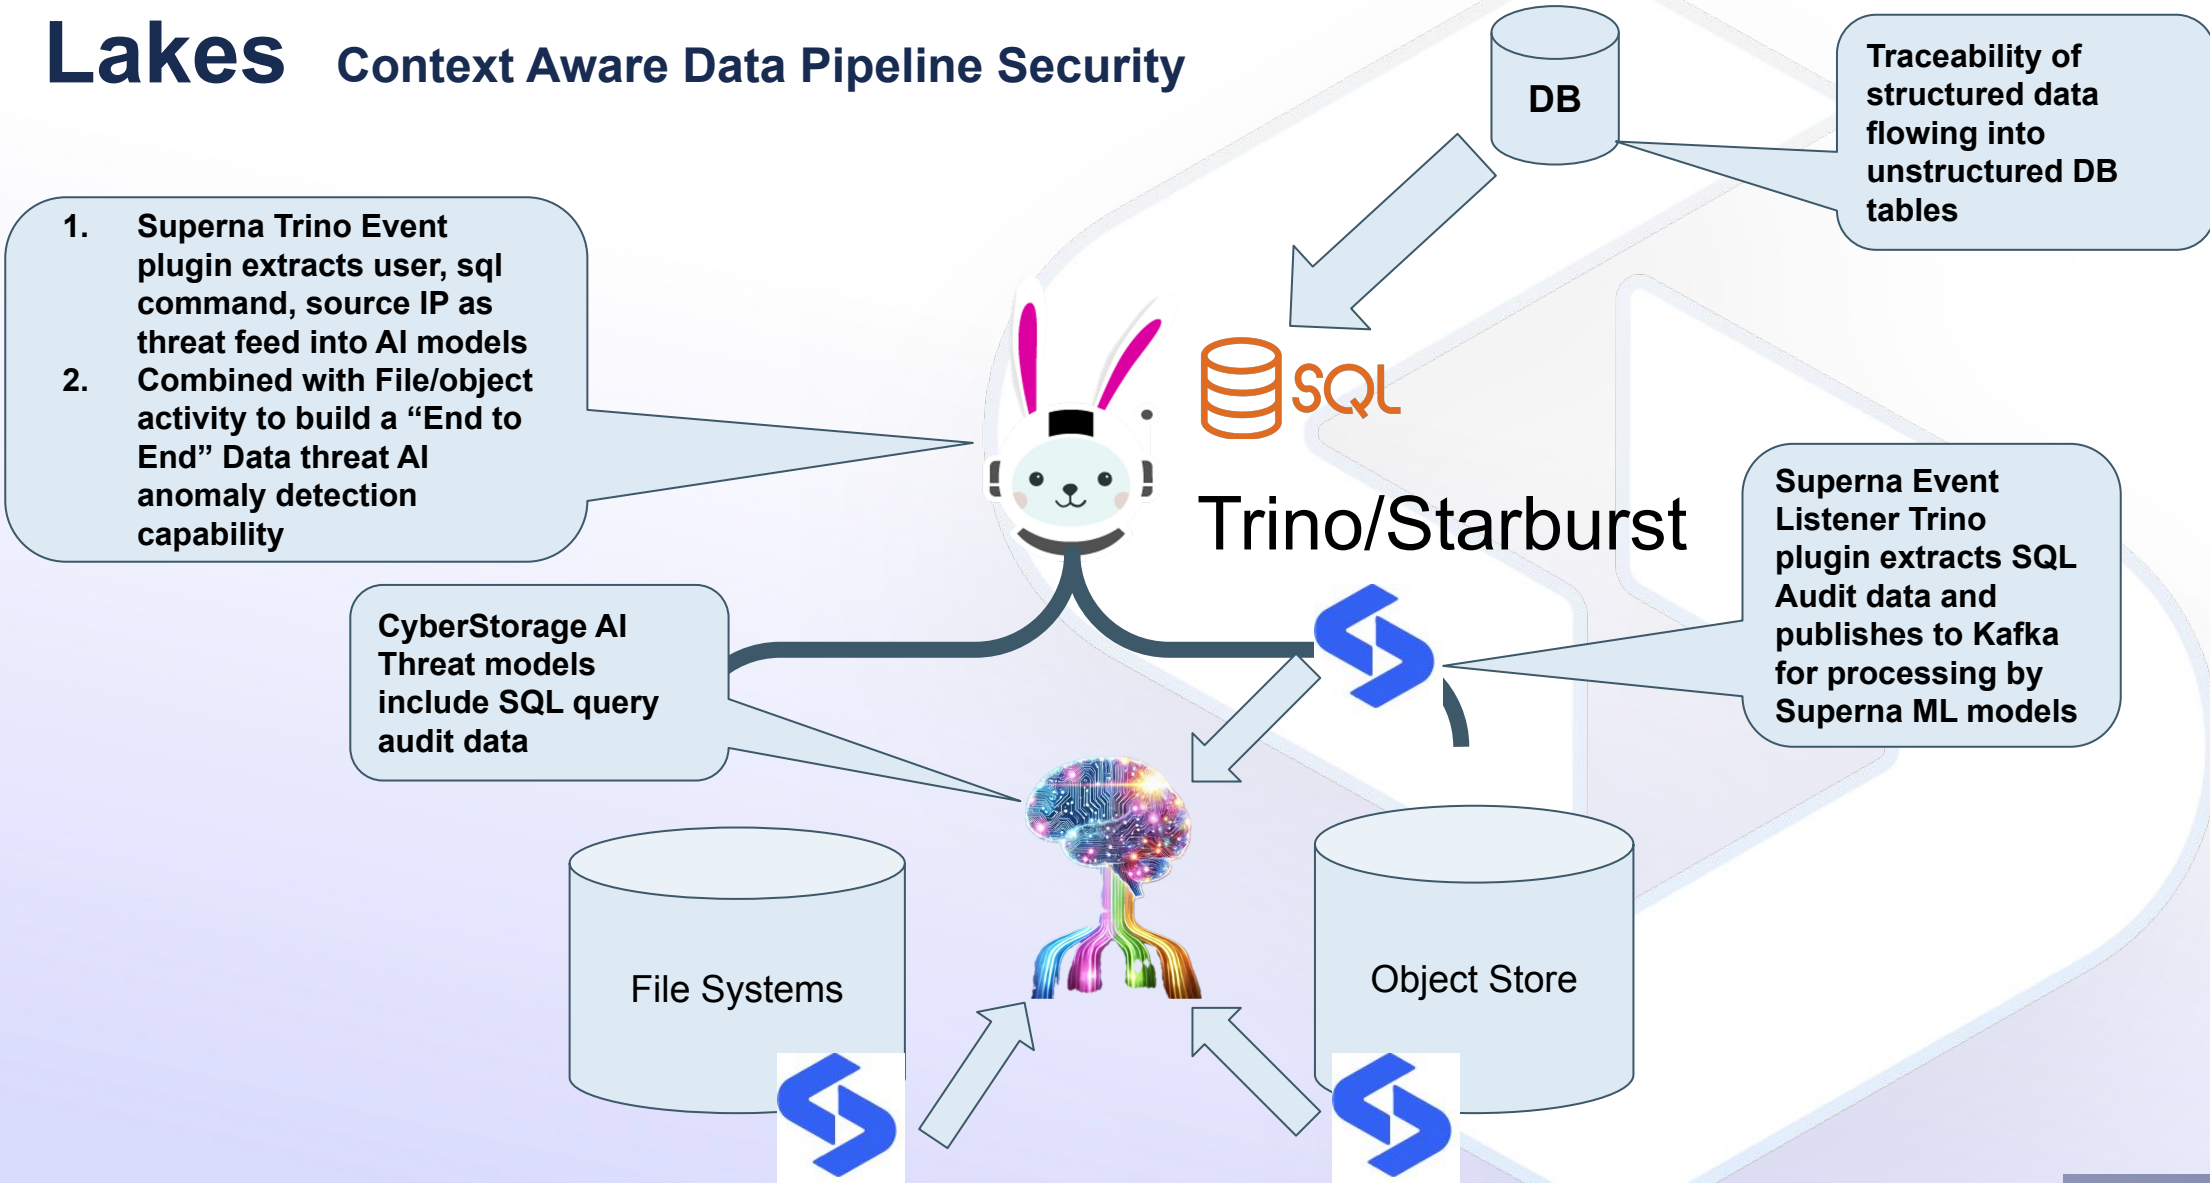 Lakes Context Aware Data Pipeline Security
DB
Traceability of
structured data
flowing into
unstructured DB
tables
1. Superna Trino Event
plugin extracts user, sql
command, source IP as
threat feed into AI models
2. Combined with File/object
activity to build a “End to
End” Data threat AI
anomaly detection
capability
SQL
Trino/Starburst
Superna Event
Listener Trino
plugin extracts SQL
Audit data and
publishes to Kafka
for processing by
Superna ML models
CyberStorage AI
Threat models
include SQL query
audit data
File Systems
Object Store